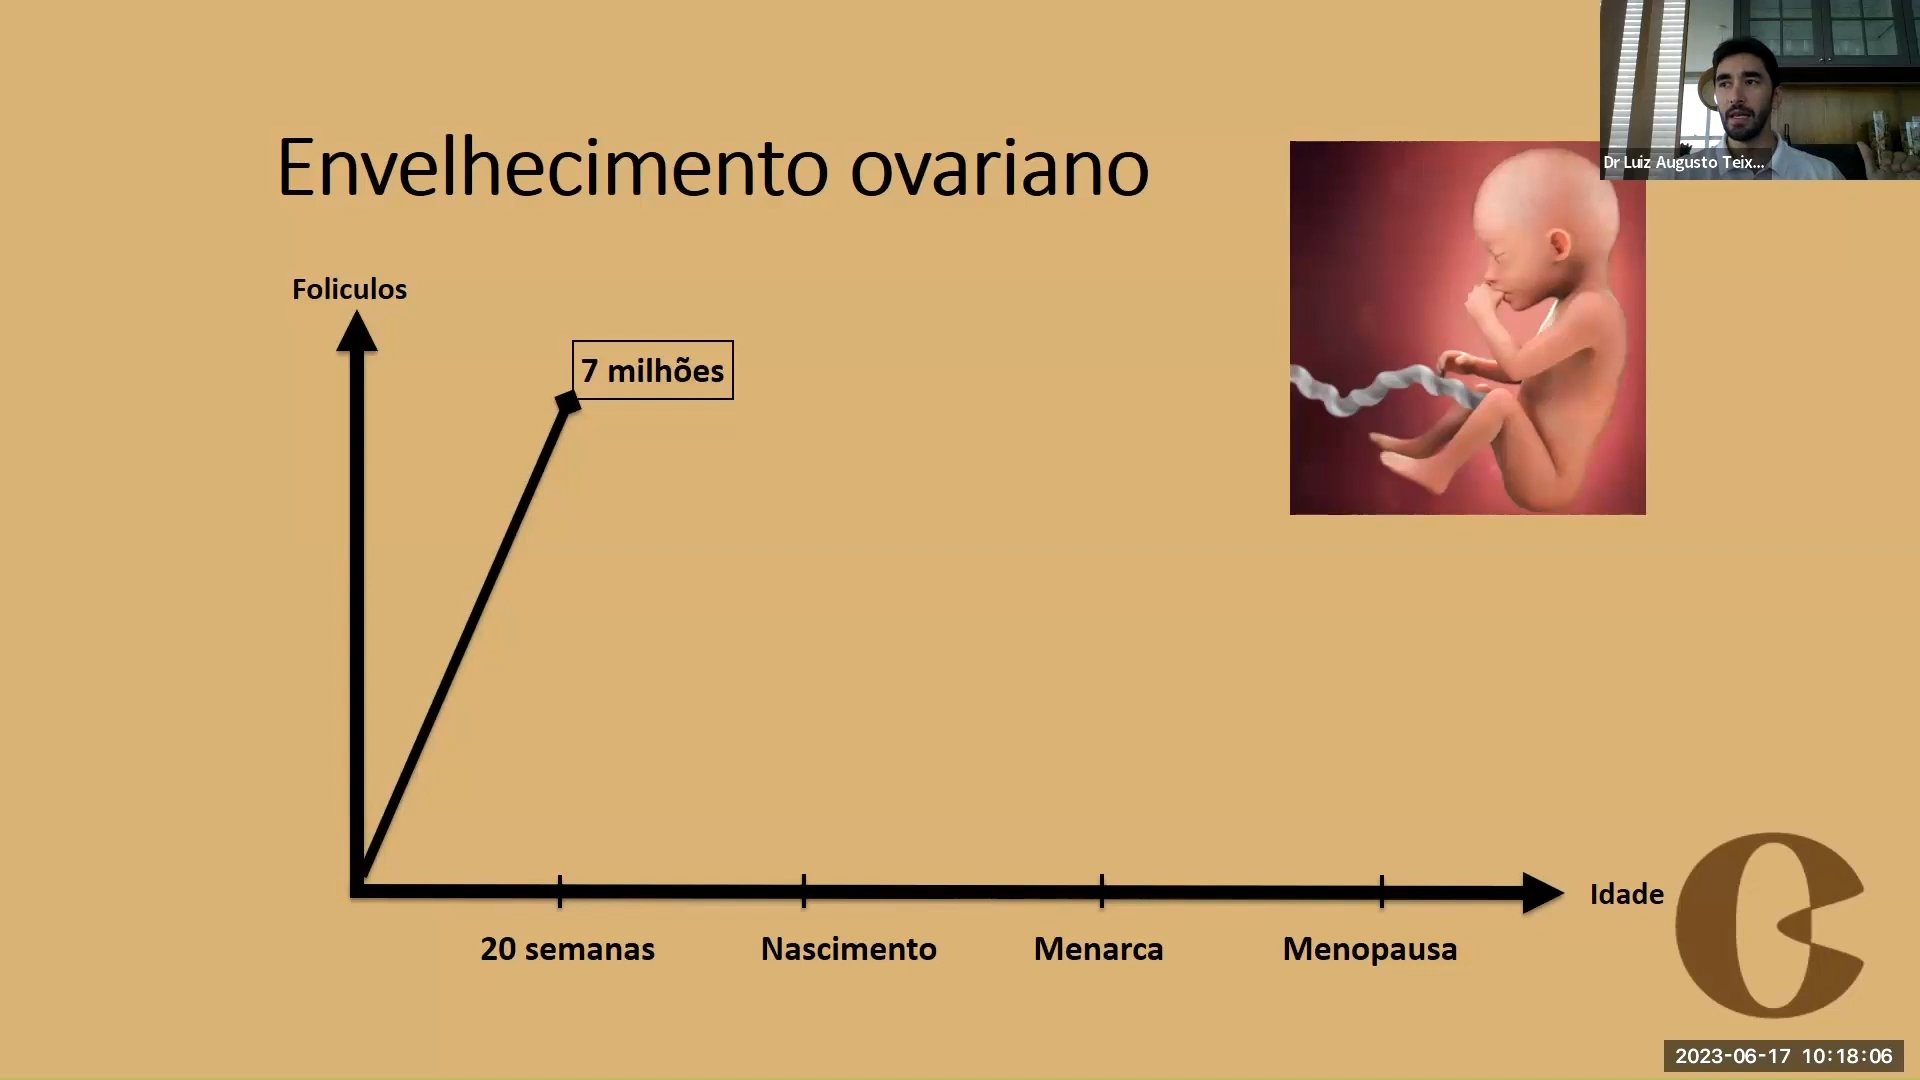 Dr Luiz Augusto Teix...
Envelhecimento ovariano
Foliculos
7 milhões
Idade
20 semanas
Nascimento
Menarca
Menopausa
2023-06-17 10:18:06